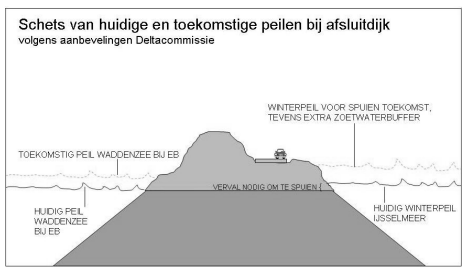 Schets van huidige en toekomstige peilen bij afsluitdijk
volgens aanbevelingen Deltacommissie
WINTERPEIL VOOR SPUIEN TOEKOMST,
TEVENS EXTRA ZOETWATERBUFFER
TOEKOMSTIG PEIL WADDENZEE BIJ EB
VERVAL NODIG OM TE SPUIEN
HUIDIG PEIL
WADDENZEE
BIJ EB
HUIDIG WINTERPEIL
IJSSELMEER